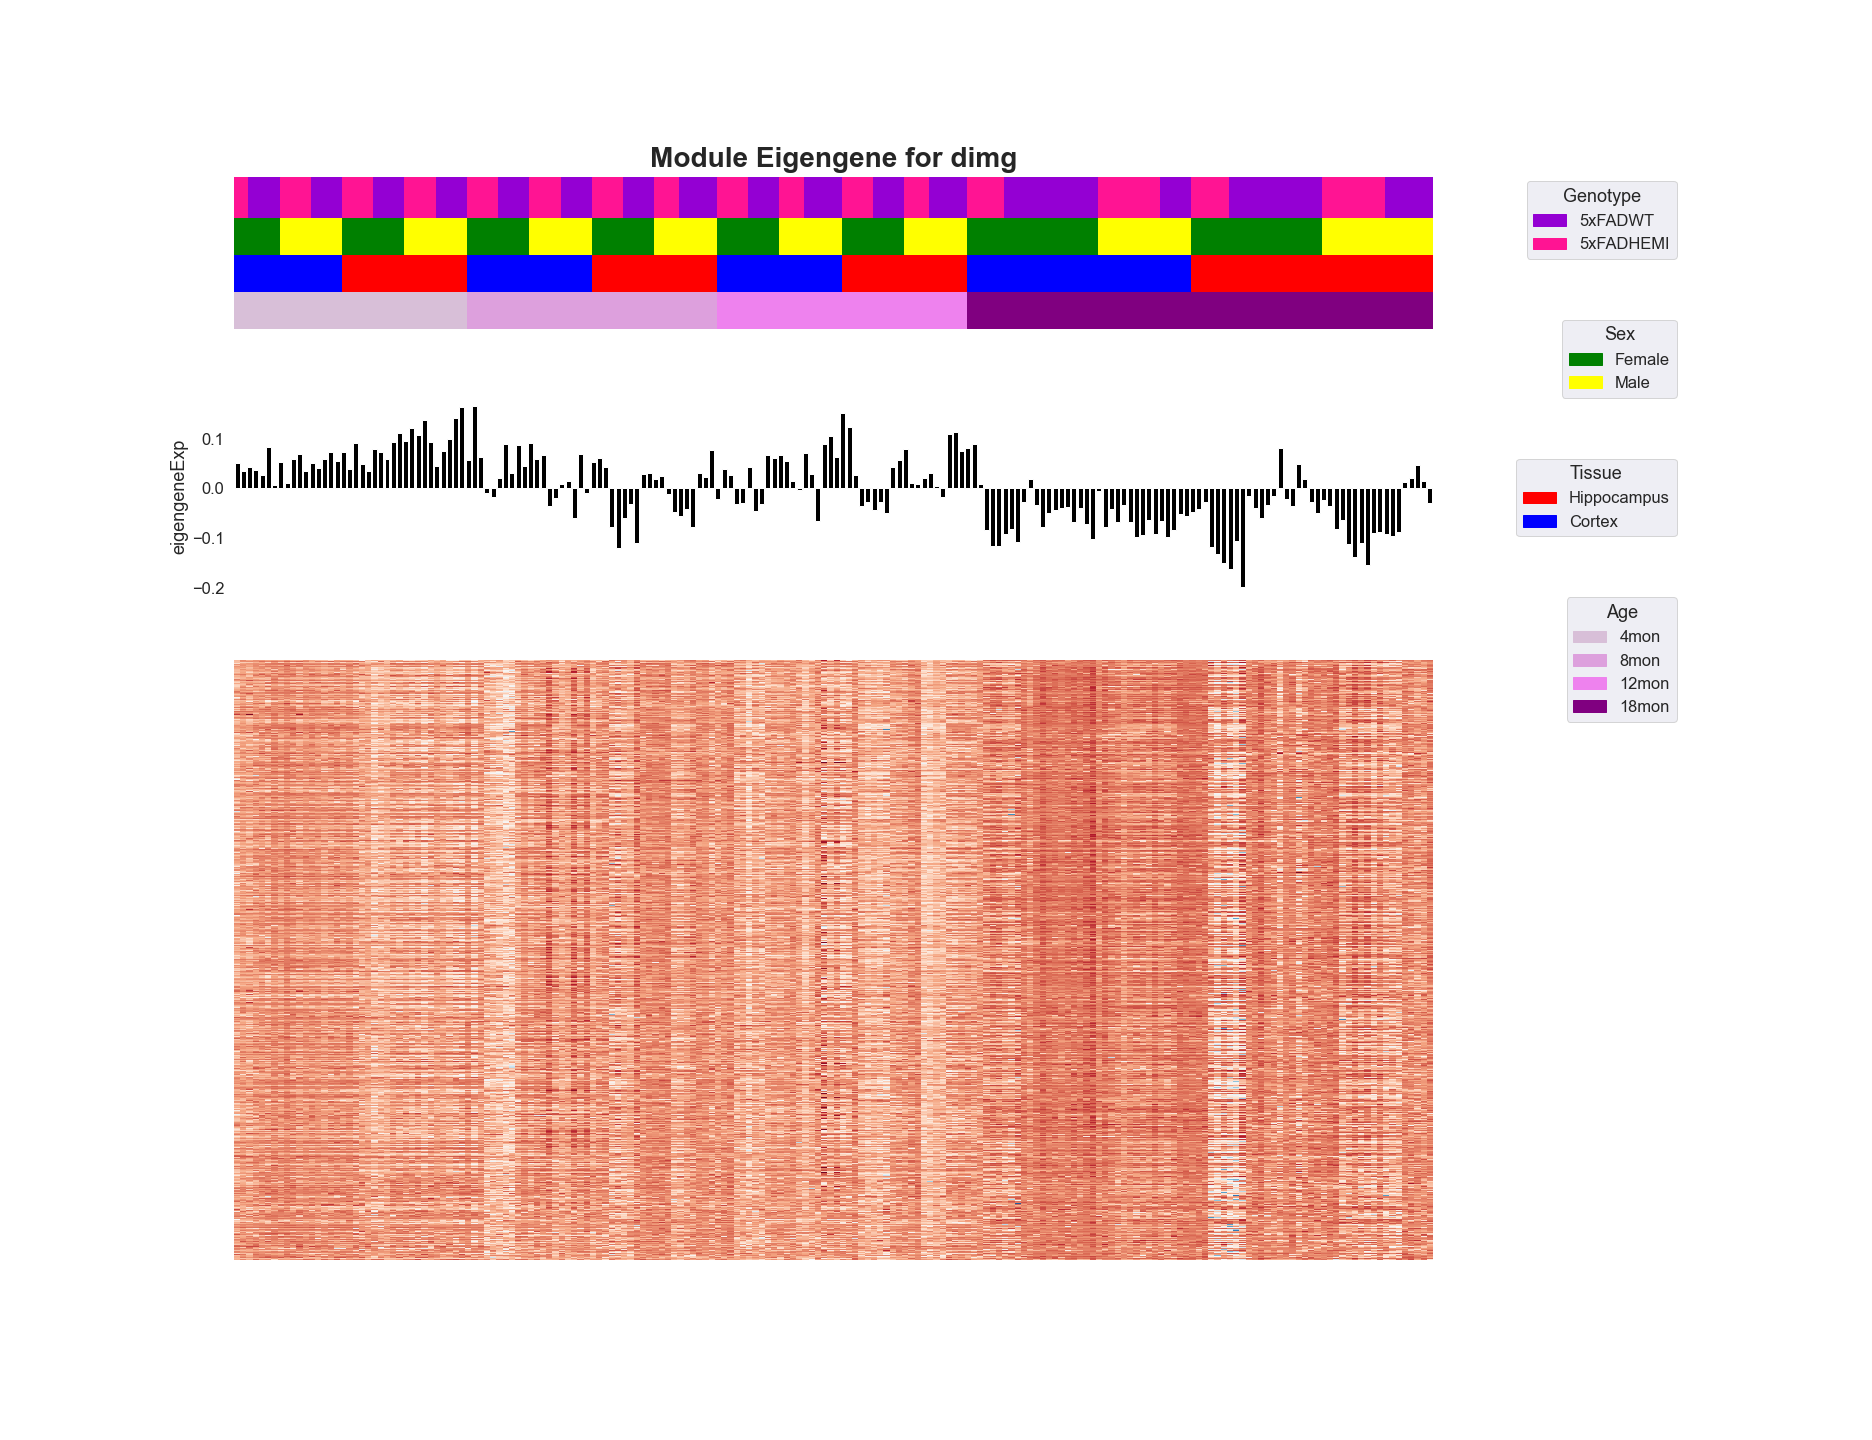 Module Eigengene for dimg
Genotype
5xFADWT
5xFADHEMI
Sex
Female
Male
eigengeneExp
0.1
0.0
−0.1
−0.2
Tissue
Hippocampus
Cortex
Age
4mon
8mon
12mon
18mon